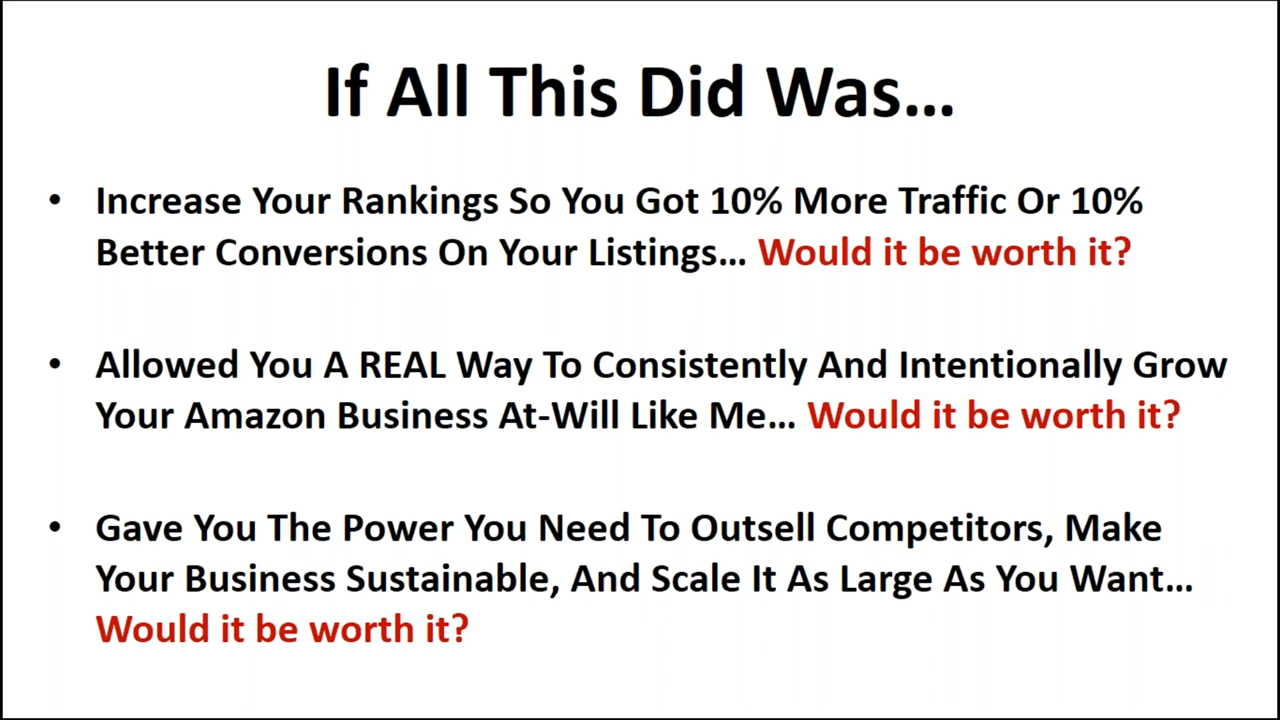 If All This Did Was...
• Increase Your Rankings So You Got 10% More Traffic Or 10%
Better Conversions On Your Listings... Would it be worth it?
• Allowed You A REAL Way To Consistently And Intentionally Grow
Your Amazon Business At-Will Like Me... Would it be worth it?
• Gave You The Power You Need To Outsell Competitors, Make
Your Business Sustainable, And Scale It As Large As You Want...
Would it be worth it?